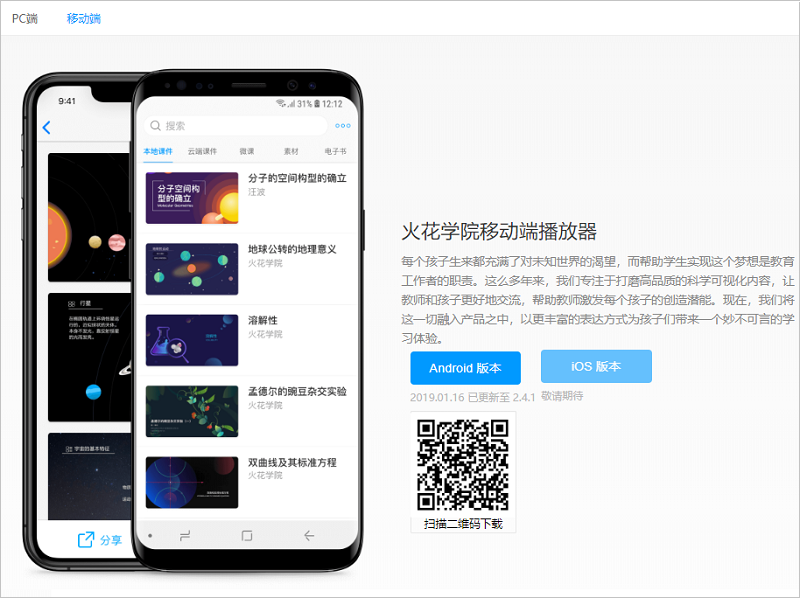 PC端 移动端
9:41
行星
宇宙的基本特征
分享
31% 12:12
搜索
本地课件 云端课件 微课 素材 电子书
分子空间构
型的确立
分子的空间构型的确立
汪波
地球公转的地理意义
火花学院
溶解性
火花学院
孟德尔的豌豆杂交实验
火花学院
双曲线及其标准方程
火花学院
火花学院移动端播放器
每个孩子生来都充满了对未知世界的渴望，而帮助学生实现这个梦想是教育
工作者的职责。这么多年来，我们专注于打磨高品质的科学可视化内容，让
教师和孩子更好地交流，帮助教师激发每个孩子的创造潜能。现在，我们将
这一切融入产品之中，以更丰富的表达方式为孩子们带来一个妙不可言的学
习体验。
Android 版本 iOS 版本
2019.01.16 已更新至 2.4.1 敬请期待
扫描二维码下载